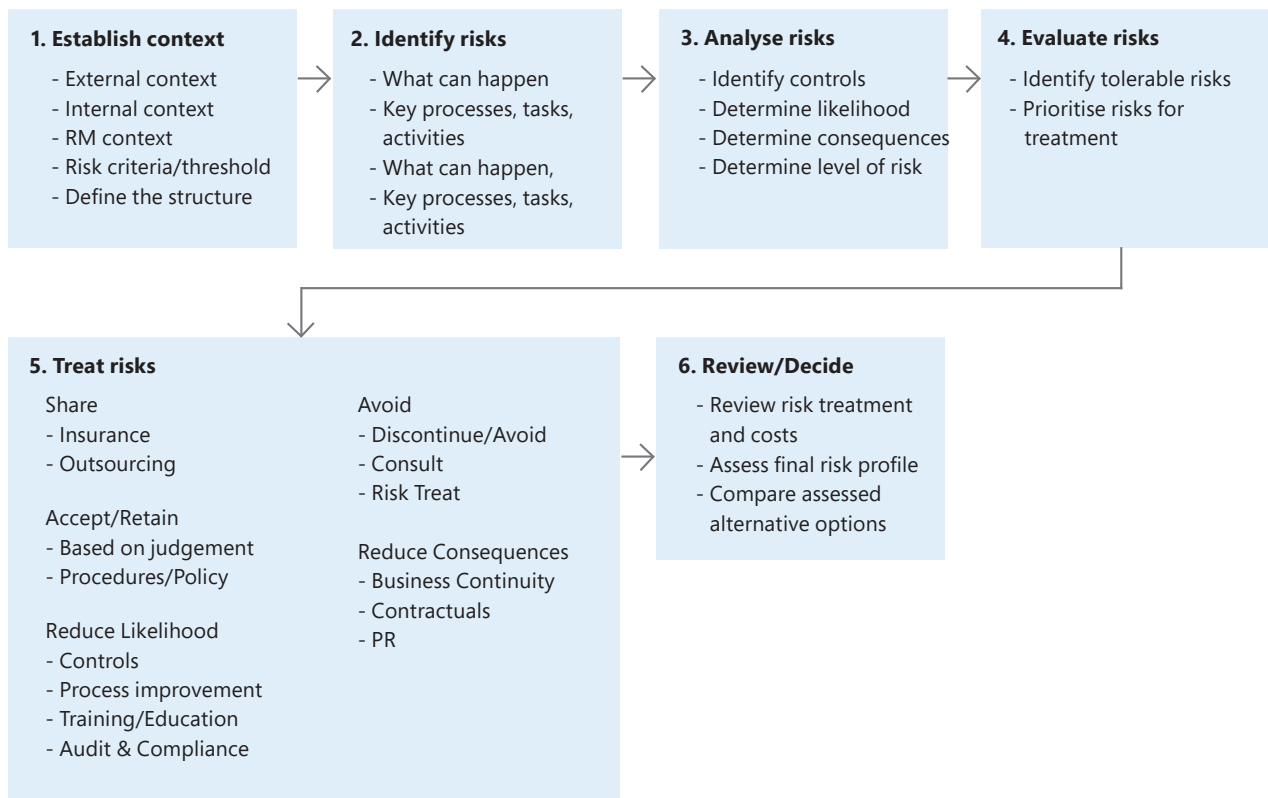 1. Establish context
- External context
- Internal context
- RM context
- Risk criteria/threshold
- Define the structure
2. Identify risks
- What can happen
- Key processes, tasks,
activities
- What can happen,
- Key processes, tasks,
activities
3. Analyse risks
- Identify controls
- Determine likelihood
- Determine consequences
- Determine level of risk
4. Evaluate risks
- Identify tolerable risks
- Prioritise risks for
treatment
5. Treat risks
Share
- Insurance
- Outsourcing
Accept/Retain
- Based on judgement
- Procedures/Policy
Reduce Likelihood
- Controls
- Process improvement
- Training/Education
- Audit & Compliance
Avoid
- Discontinue/Avoid
- Consult
- Risk Treat
Reduce Consequences
- Business Continuity
- Contractuals
- PR
6. Review/Decide
- Review risk treatment
and costs
- Assess final risk profile
- Compare assessed
alternative options